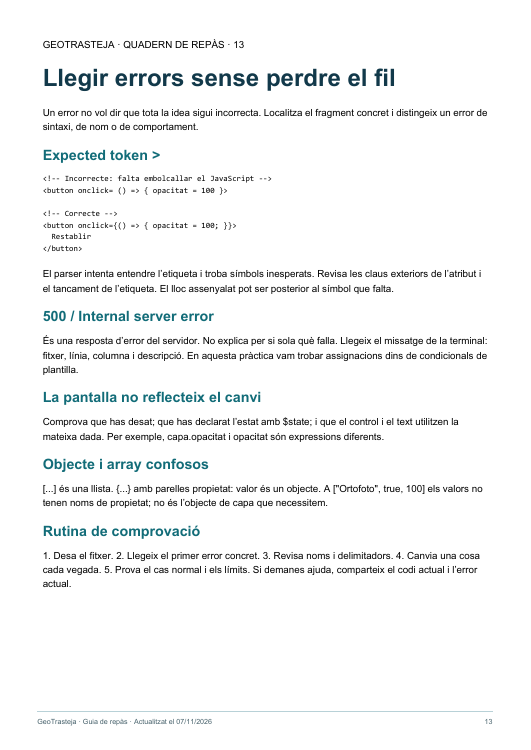 GEOTRASTEJA · QUADERN DE REPÀS · 13
Llegir errors sense perdre el fil
Un error no vol dir que tota la idea sigui incorrecta. Localitza el fragment concret i distingeix un error de
sintaxi, de nom o de comportament.
Expected token >
<!-- Incorrecte: falta embolcallar el JavaScript -->
<button onclick= () => { opacitat = 100 }>
<!-- Correcte -->
<button onclick={() => { opacitat = 100; }}>
  Restablir
</button>
El parser intenta entendre l’etiqueta i troba símbols inesperats. Revisa les claus exteriors de l’atribut i
el tancament de l’etiqueta. El lloc assenyalat pot ser posterior al símbol que falta.
500 / Internal server error
És una resposta d’error del servidor. No explica per si sola què falla. Llegeix el missatge de la terminal:
fitxer, línia, columna i descripció. En aquesta pràctica vam trobar assignacions dins de condicionals de
plantilla.
La pantalla no reflecteix el canvi
Comprova que has desat; que has declarat l’estat amb $state; i que el control i el text utilitzen la
mateixa dada. Per exemple, capa.opacitat i opacitat són expressions diferents.
Objecte i array confosos
[...] és una llista. {...} amb parelles propietat: valor és un objecte. A ["Ortofoto", true, 100] els valors no
tenen noms de propietat; no és l’objecte de capa que necessitem.
Rutina de comprovació
1. Desa el fitxer. 2. Llegeix el primer error concret. 3. Revisa noms i delimitadors. 4. Canvia una cosa
cada vegada. 5. Prova el cas normal i els límits. Si demanes ajuda, comparteix el codi actual i l’error
actual.
GeoTrasteja · Guia de repàs · Actualitzat el 07/11/2026
13